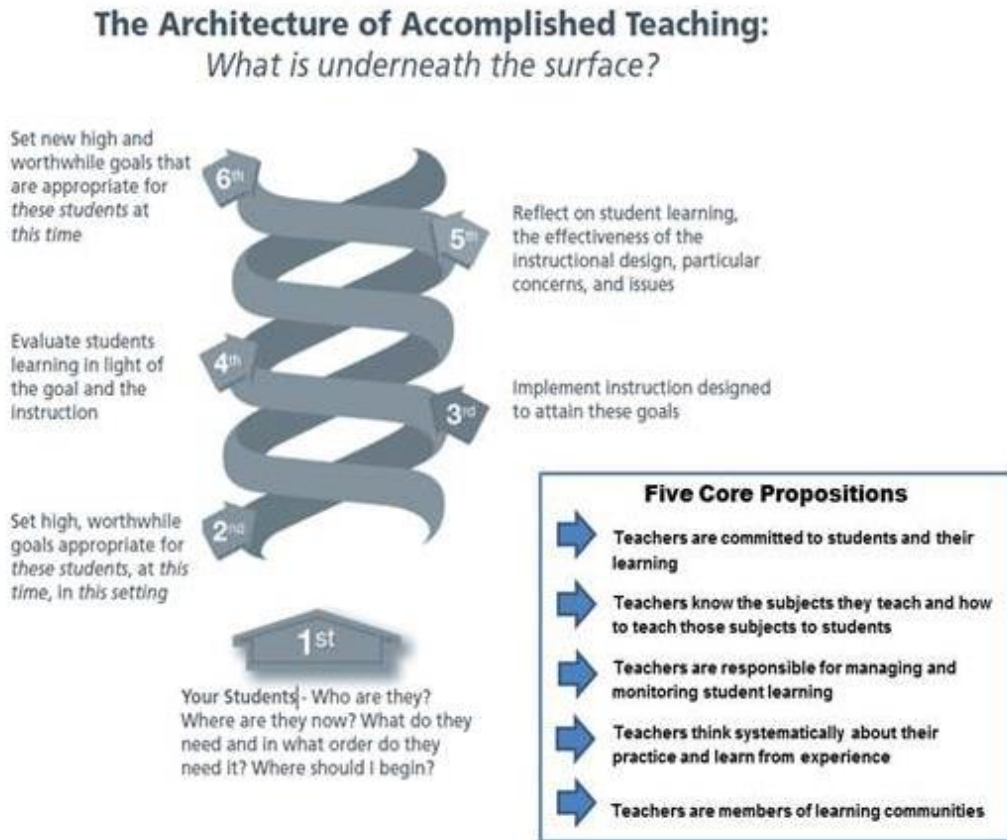 The Architecture of Accomplished Teaching:
What is underneath the surface?
Set new high and
worthwhile goals that
are appropriate for
these students at
this time
6th
5th
Reflect on student learning,
the effectiveness of the
instructional design, particular
concerns, and issues
Evaluate students
learning in light of
the goal and the
instruction
4th
3rd
Implement instruction designed
to attain these goals
Set high, worthwhile
goals appropriate for
these students, at this
time, in this setting
2nd
1st
Your Students - Who are they?
Where are they now? What do they
need and in what order do they
need it? Where should I begin?
Five Core Propositions
Teachers are committed to students and their
learning
Teachers know the subjects they teach and how
to teach those subjects to students
Teachers are responsible for managing and
monitoring student learning
Teachers think systematically about their
practice and learn from experience
Teachers are members of learning communities